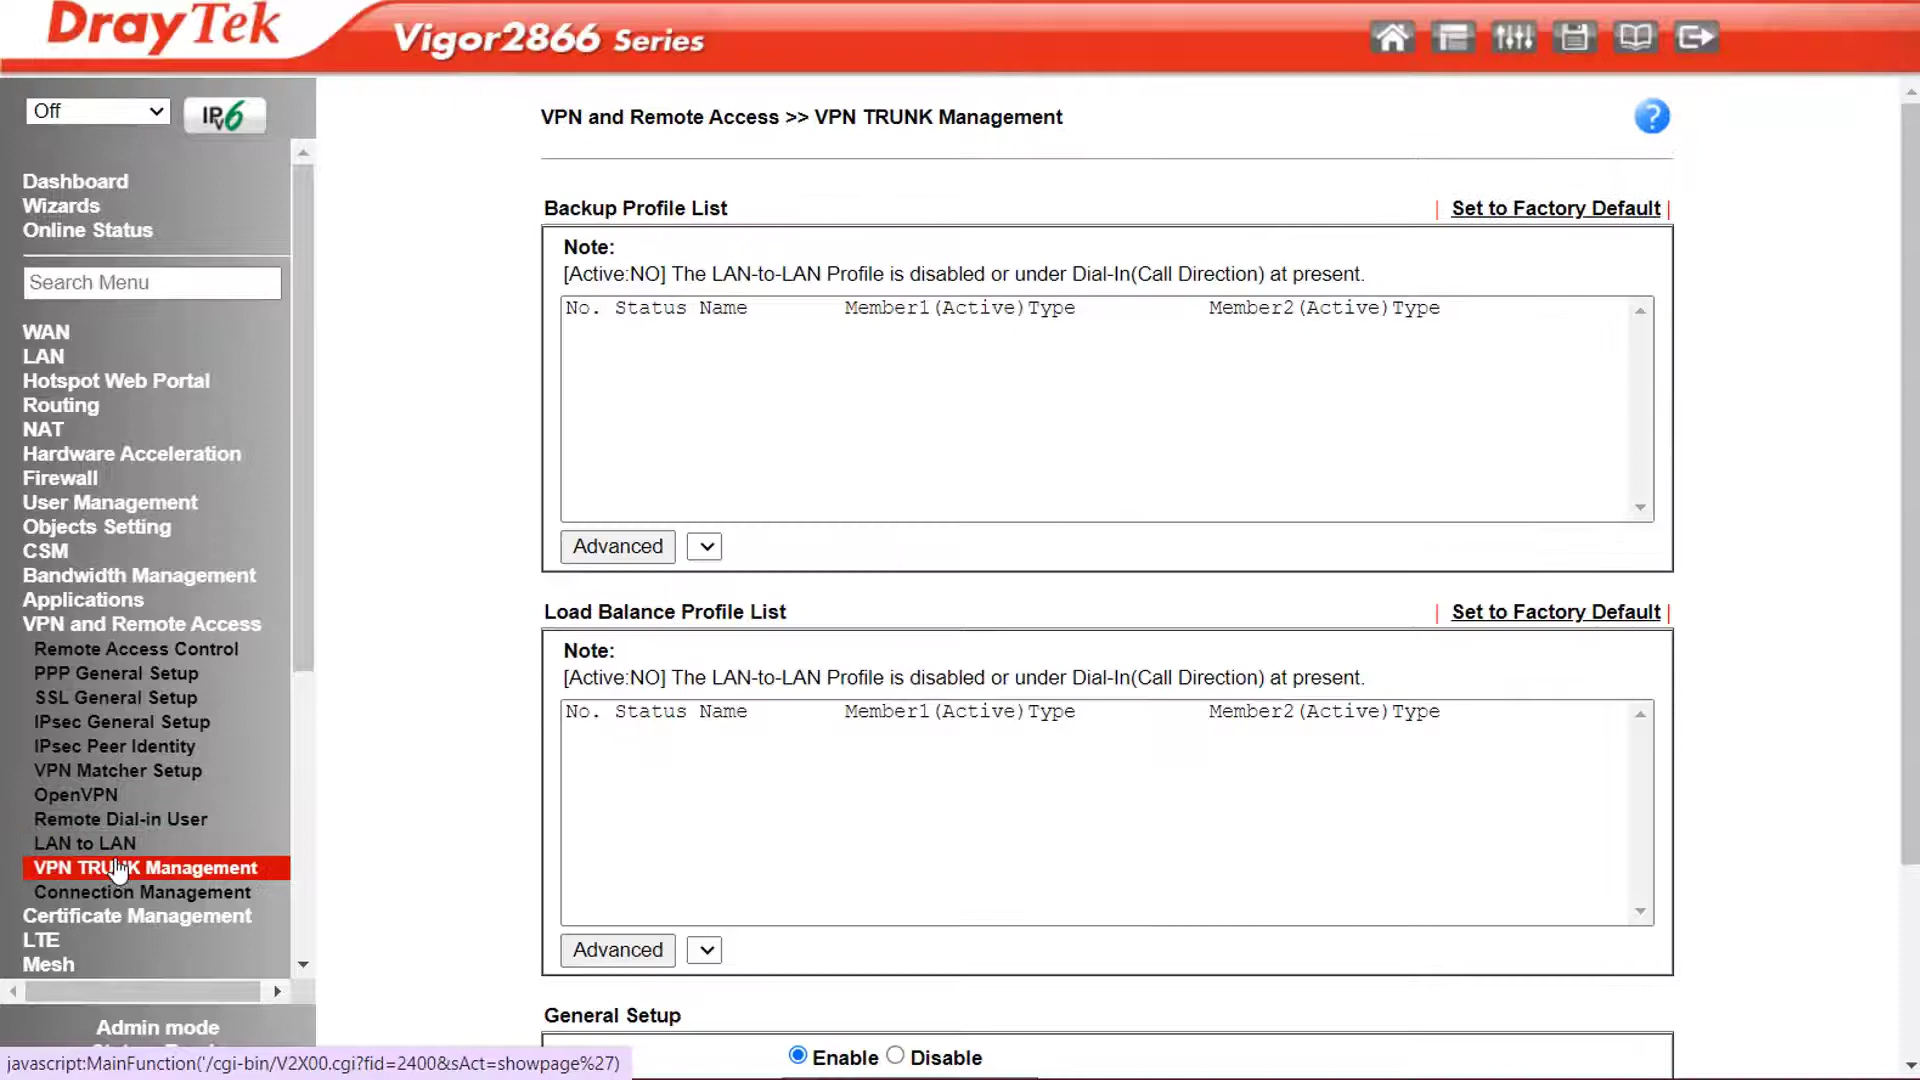 DrayTek
Vigor2866 Series
Off
IPv6
Dashboard
Wizards
Online Status
Search Menu
WAN
LAN
Hotspot Web Portal
Routing
NAT
Hardware Acceleration
Firewall
User Management
Objects Setting
CSM
Bandwidth Management
Applications
VPN and Remote Access
Remote Access Control
PPP General Setup
SSL General Setup
IPsec General Setup
IPsec Peer Identity
VPN Matcher Setup
OpenVPN
Remote Dial-in User
LAN to LAN
VPN TRUNK Management
Connection Management
Certificate Management
LTE
Mesh
Admin mode
javascript:MainFunction('/cgi-bin/V2X00.cgi?fid=2400&sAct=showpage%27)
VPN and Remote Access >> VPN TRUNK Management
?
Backup Profile List | Set to Factory Default |
Note:
[Active:NO] The LAN-to-LAN Profile is disabled or under Dial-In(Call Direction) at present.
No. Status Name Member1(Active)Type Member2(Active)Type
Advanced
Load Balance Profile List | Set to Factory Default |
Note:
[Active:NO] The LAN-to-LAN Profile is disabled or under Dial-In(Call Direction) at present.
No. Status Name Member1(Active)Type Member2(Active)Type
Advanced
General Setup
Enable Disable